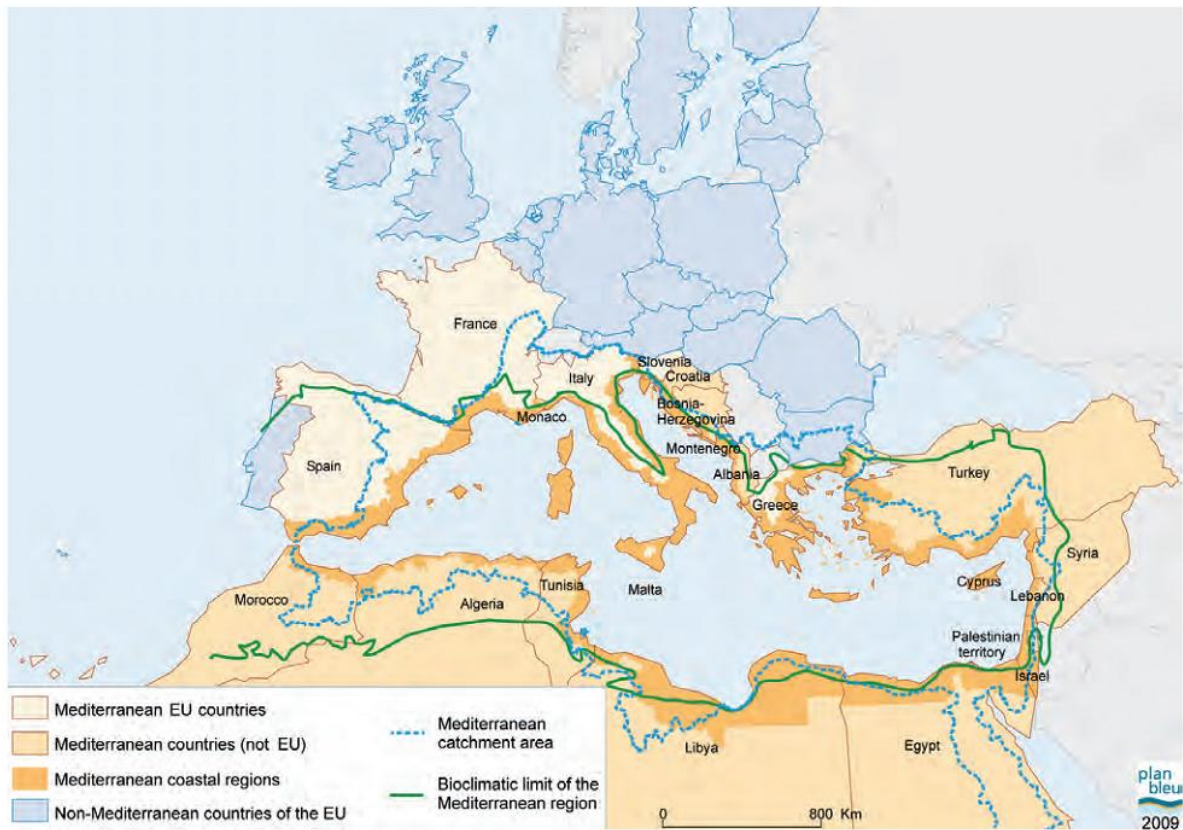 France
Slovenia
Croatia
Italy
Bosnia-
Herzegovina
Monaco
Montenegro
Spain
Albania
Turkey
Greece
Syria
Tunisia
Malta
Cyprus
Morocco
Algeria
Lebanon
Palestinian
territory
Israel
Libya
Egypt
Mediterranean EU countries
Mediterranean countries (not EU)
Mediterranean coastal regions
Non-Mediterranean countries of the EU
Mediterranean
catchment area
Bioclimatic limit of the
Mediterranean region
0 800 Km
plan
bleu
2009